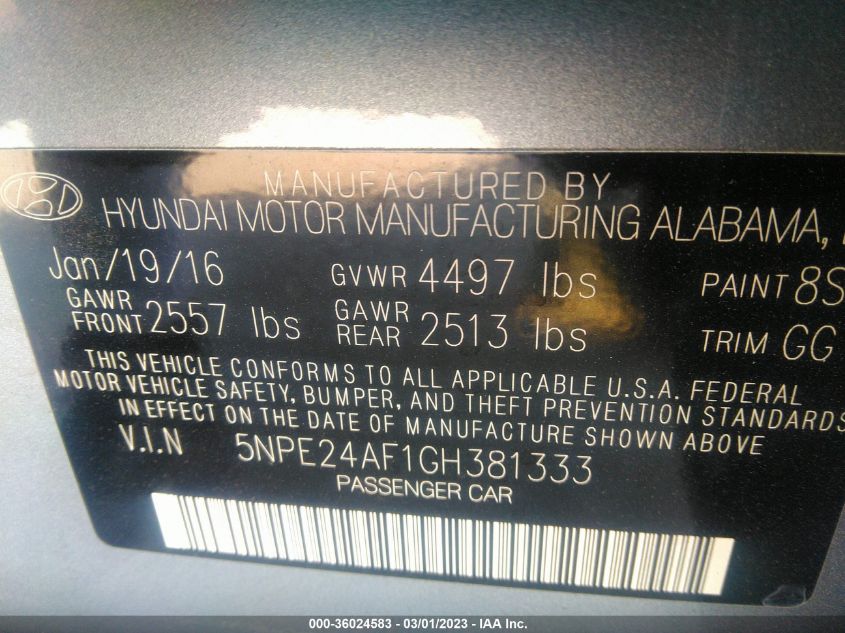 MANUFACTURED BY
HYUNDAI MOTOR MANUFACTURING ALABAMA,
Jan/19/16 GVWR 4497 lbs PAINT 8S
GAWR FRONT 2557 lbs GAWR REAR 2513 lbs TRIM GG
THIS VEHICLE CONFORMS TO ALL APPLICABLE U.S.A. FEDERAL
MOTOR VEHICLE SAFETY, BUMPER, AND THEFT PREVENTION STANDARDS
IN EFFECT ON THE DATE OF MANUFACTURE SHOWN ABOVE
V.I.N 5NPE24AF1GH381333
PASSENGER CAR
000-36024583 - 03/01/2023 - IAA Inc.